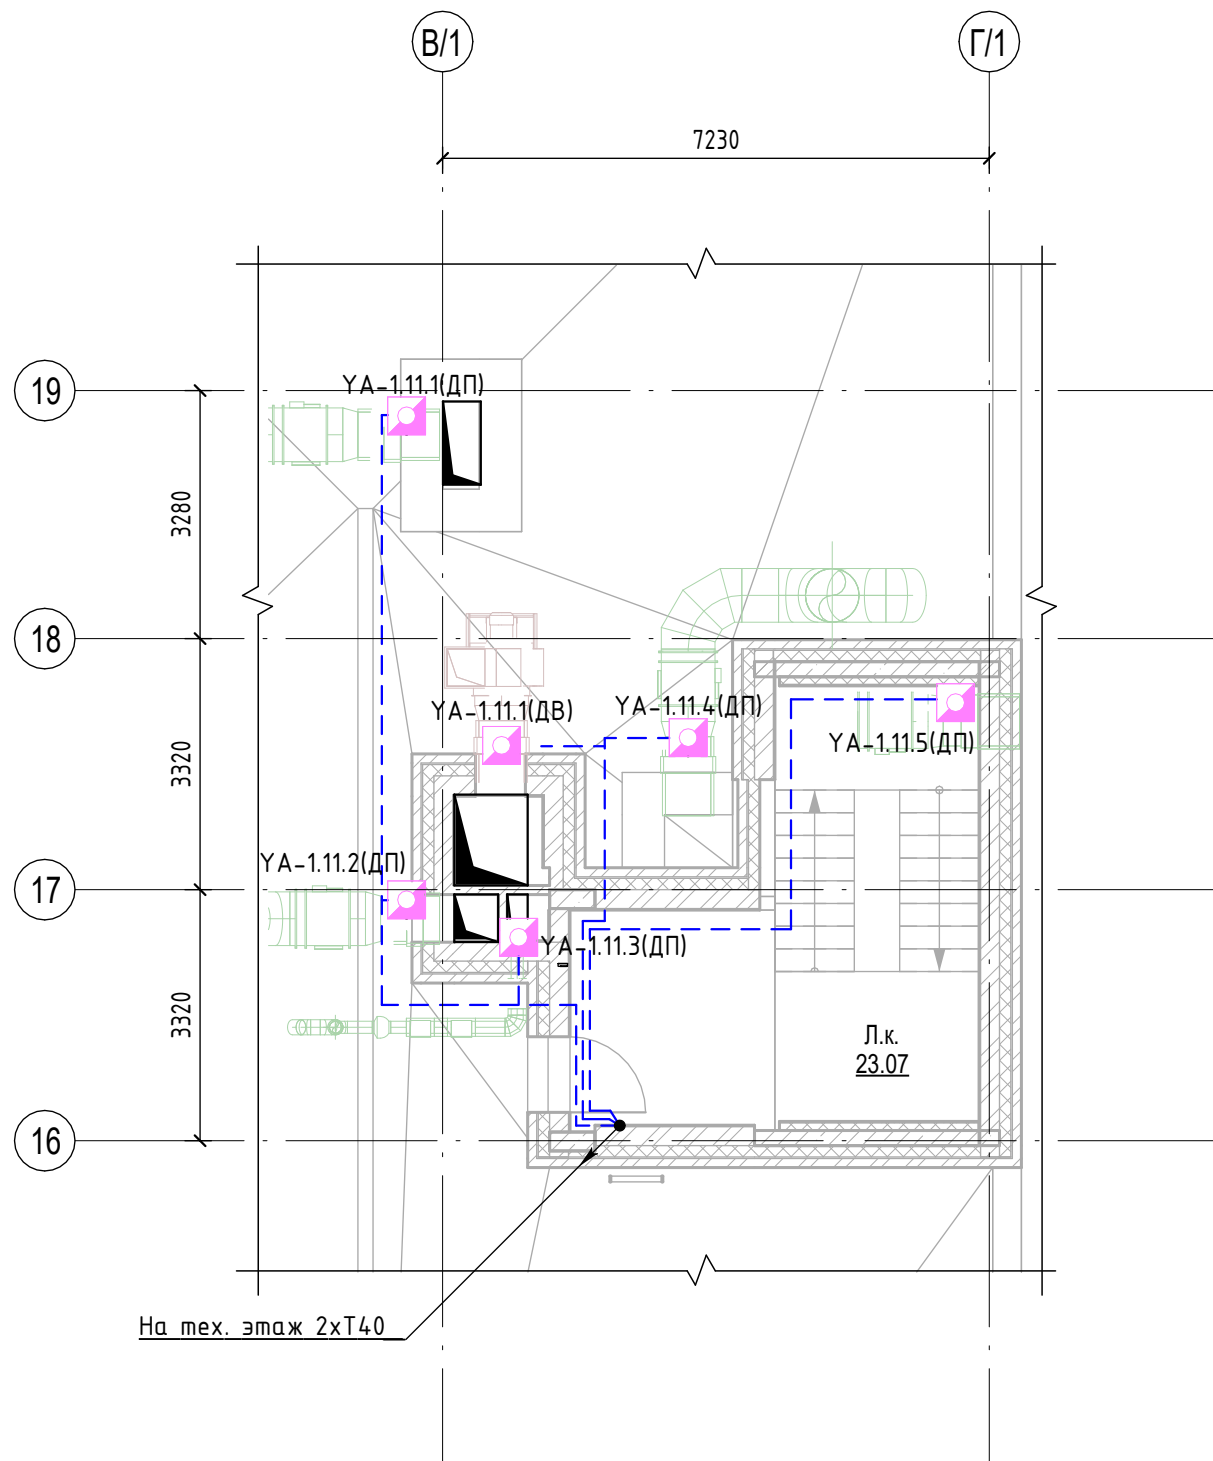 В/1
Г/1
7230
19
YA-1.11.1(ДП)
3280
18
YA-1.11.1(ДВ)
YA-1.11.4(ДП)
YA-1.11.5(ДП)
3320
YA-1.11.2(ДП)
17
YA-1.11.3(ДП)
3320
Л.к.
23.07
16
На тех. этаж 2хТ40